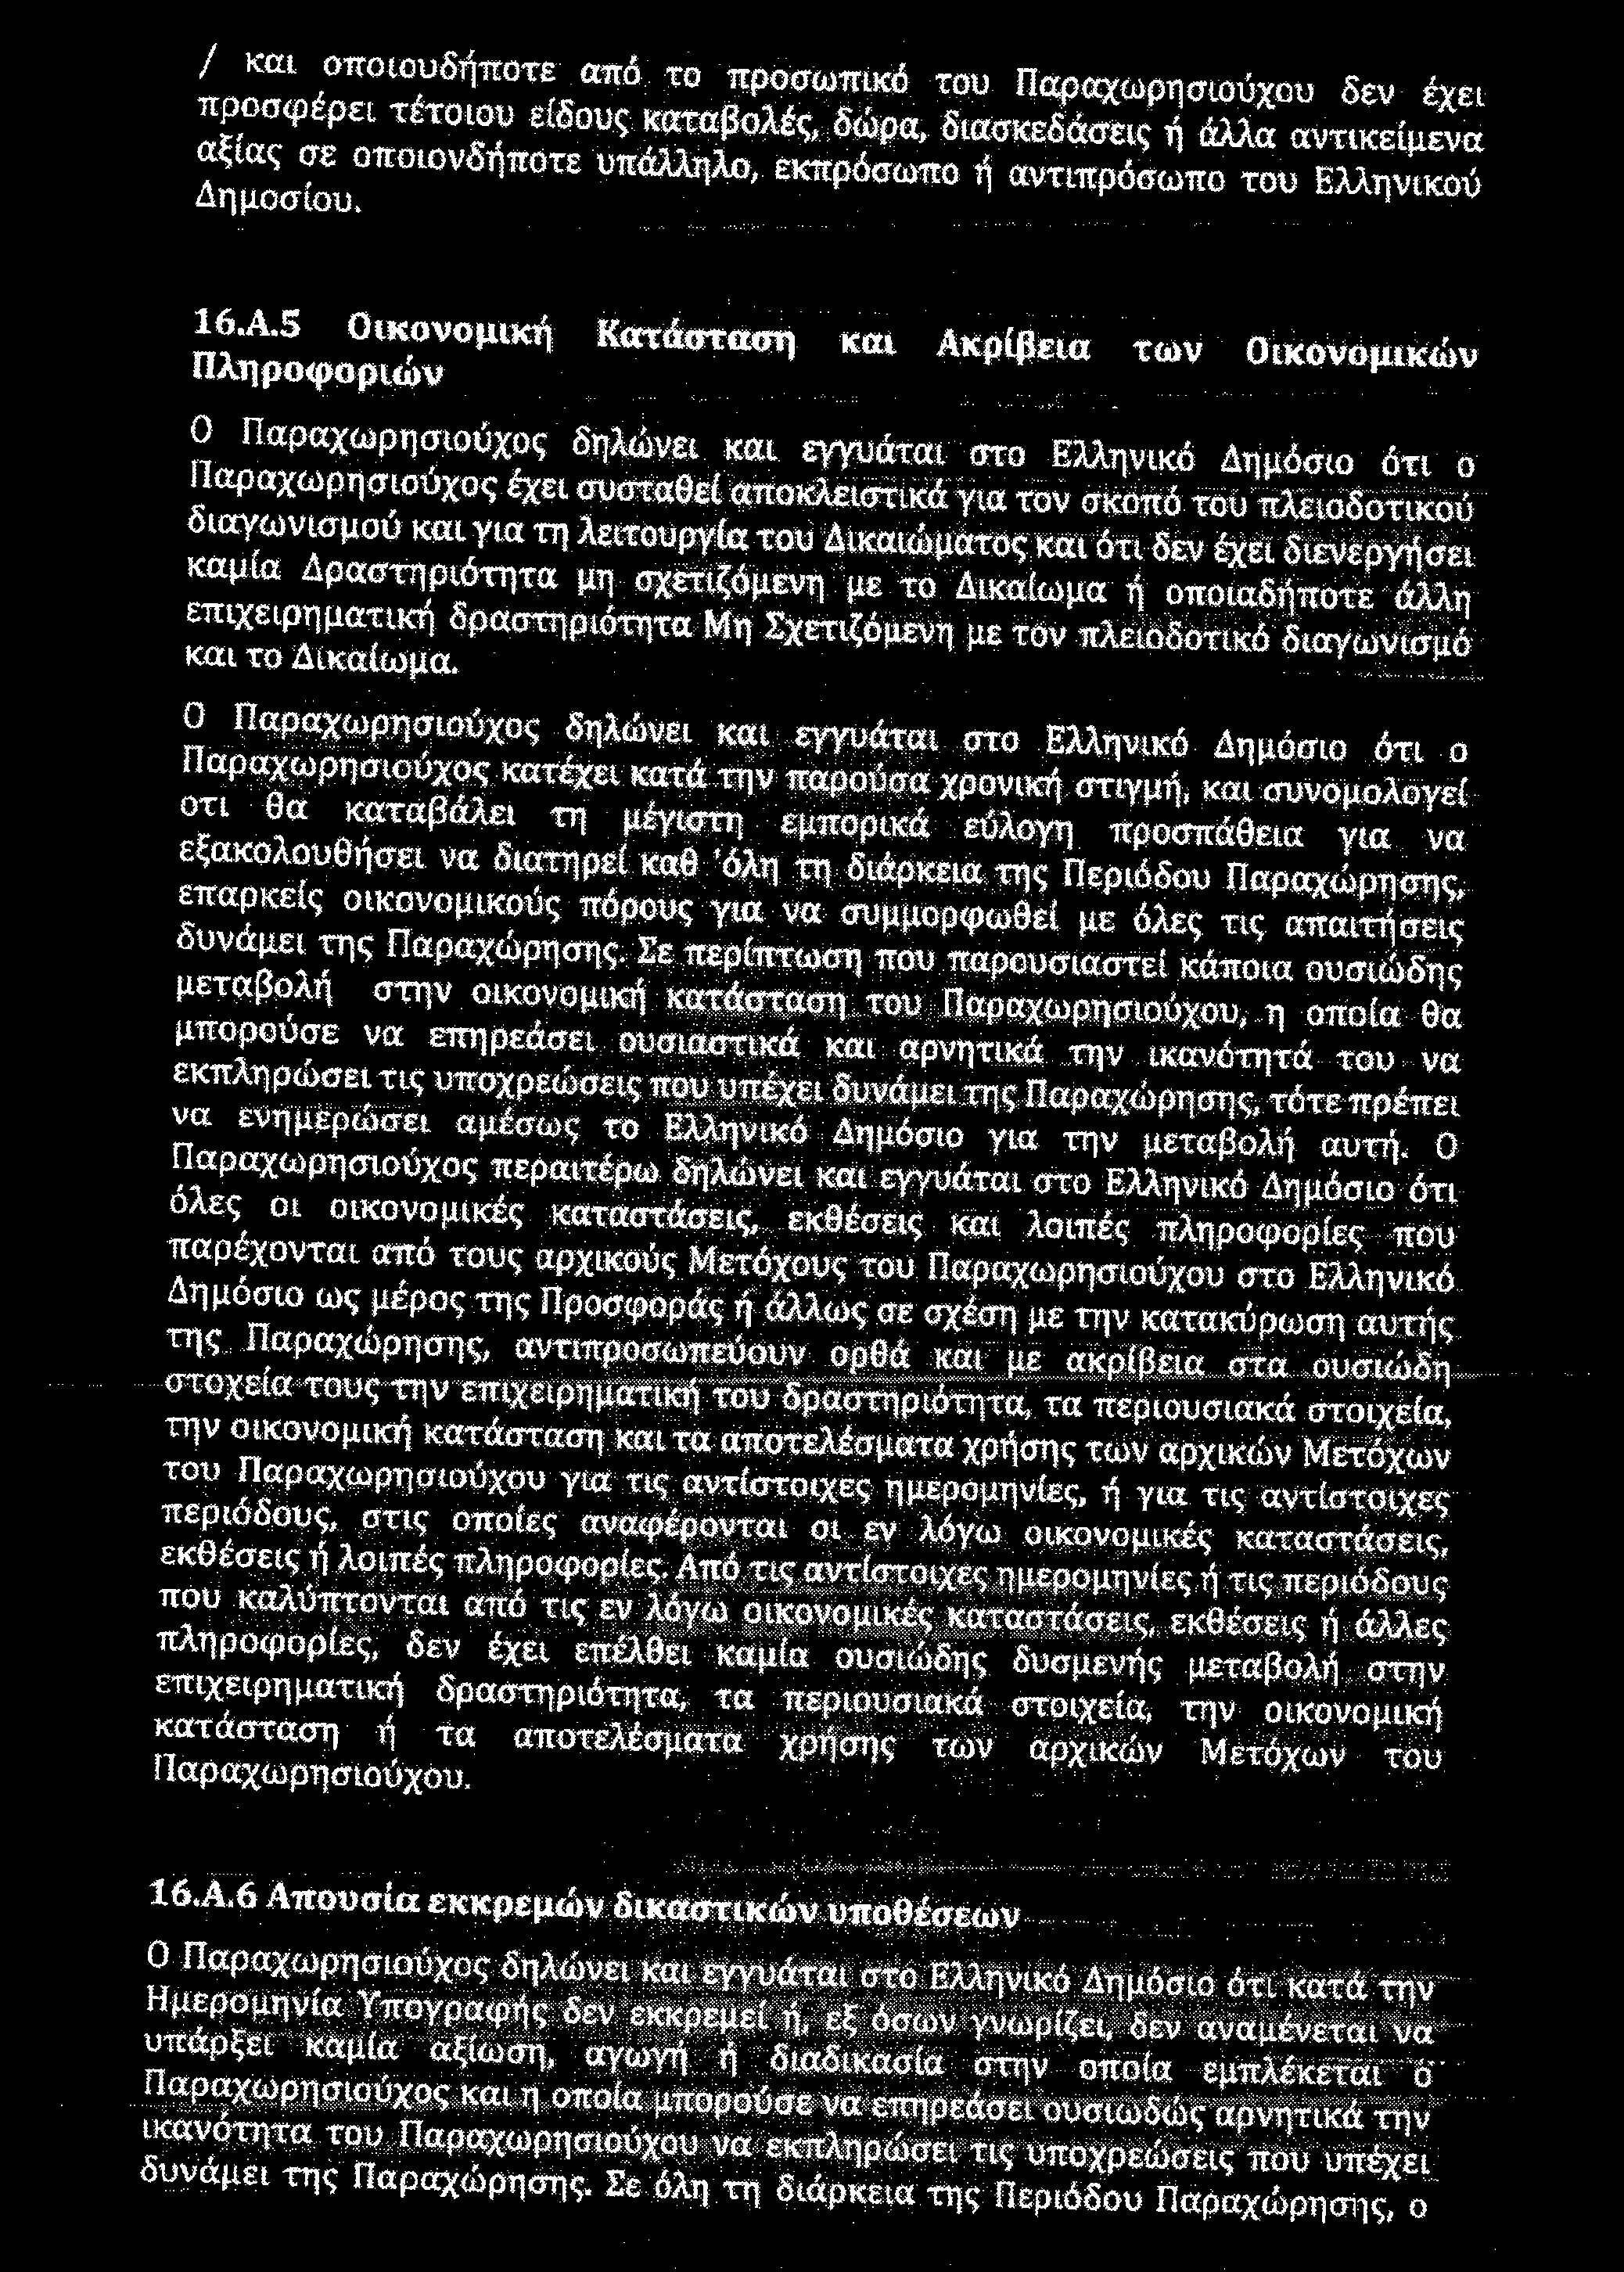 / και οποιουδήποτε από το προσωπικό του Παραχωρησιούχου δεν έχει
προσφέρει τέτοιου είδους καταβολές, δώρα, διασκεδάσεις ή άλλα αντικείμενα
αξίας σε οποιονδήποτε υπάλληλο, εκπρόσωπο ή αντιπρόσωπο του Ελληνικού
Δημοσίου.
16.Α.5 Οικονομική Κατάσταση και Ακρίβεια των Οικονομικών
Πληροφοριών
Ο Παραχωρησιούχος δηλώνει και εγγυάται στο Ελληνικό Δημόσιο ότι ο
Παραχωρησιούχος έχει συσταθεί αποκλειστικά για τον σκοπό του πλειοδοτικού
διαγωνισμού και για τη λειτουργία του Δικαιώματος και ότι δεν έχει διενεργήσει
καμία Δραστηριότητα μη σχετιζόμενη με το Δικαίωμα ή οποιαδήποτε άλλη
επιχειρηματική δραστηριότητα Μη Σχετιζόμενη με τον πλειοδοτικό διαγωνισμό
και το Δικαίωμα.
Ο Παραχωρησιούχος δηλώνει και εγγυάται στο Ελληνικό Δημόσιο ότι ο
Παραχωρησιούχος κατέχει κατά την παρούσα χρονική στιγμή, και συνομολογεί
οτι θα καταβάλει τη μέγιστη εμπορικά εύλογη προσπάθεια για να
εξακολουθήσει να διατηρεί καθ 'όλη τη διάρκεια της Περιόδου Παραχώρησης,
επαρκείς οικονομικούς πόρους για να συμμορφωθεί με όλες τις απαιτήσεις
δυνάμει της Παραχώρησης. Σε περίπτωση που παρουσιαστεί κάποια ουσιώδης
μεταβολή στην οικονομική κατάσταση του Παραχωρησιούχου, η οποία θα
μπορούσε να επηρεάσει ουσιαστικά και αρνητικά την ικανότητά του να
εκπληρώσει τις υποχρεώσεις που υπέχει δυνάμει της Παραχώρησης, τότε πρέπει
να ενημερώσει αμέσως το Ελληνικό Δημόσιο για την μεταβολή αυτή. Ο
Παραχωρησιούχος περαιτέρω δηλώνει και εγγυάται στο Ελληνικό Δημόσιο ότι
όλες οι οικονομικές καταστάσεις, εκθέσεις και λοιπές πληροφορίες που
παρέχονται από τους αρχικούς Μετόχους του Παραχωρησιούχου στο Ελληνικό
Δημόσιο ως μέρος της Προσφοράς ή άλλως σε σχέση με την κατακύρωση αυτής
της Παραχώρησης, αντιπροσωπεύουν ορθά και με ακρίβεια στα ουσιώδη
στοχεία τους την επιχειρηματική του δραστηριότητα, τα περιουσιακά στοιχεία,
την οικονομική κατάσταση και τα αποτελέσματα χρήσης των αρχικών Μετόχων
του Παραχωρησιούχου για τις αντίστοιχες ημερομηνίες, ή για τις αντίστοιχες
περιόδους, στις οποίες αναφέρονται οι εν λόγω οικονομικές καταστάσεις,
εκθέσεις ή λοιπές πληροφορίες. Από τις αντίστοιχες ημερομηνίες ή τις περιόδους
που καλύπτονται από τις εν λόγω οικονομικές καταστάσεις, εκθέσεις ή άλλες
πληροφορίες, δεν έχει επέλθει καμία ουσιώδης δυσμενής μεταβολή στην
επιχειρηματική δραστηριότητα, τα περιουσιακά στοιχεία, την οικονομική
κατάσταση ή τα αποτελέσματα χρήσης των αρχικών Μετόχων του
Παραχωρησιούχου.
16.Α.6 Απουσία εκκρεμών δικαστικών υποθέσεων
Ο Παραχωρησιούχος δηλώνει και εγγυάται στο Ελληνικό Δημόσιο ότι κατά την
Ημερομηνία Υπογραφής δεν εκκρεμεί ή, εξ όσων γνωρίζει, δεν αναμένεται να
υπάρξει καμία αξίωση, αγωγή ή διαδικασία στην οποία εμπλέκεται ο
Παραχωρησιούχος και η οποία μπορούσε να επηρεάσει ουσιωδώς αρνητικά την
ικανότητα του Παραχωρησιούχου να εκπληρώσει τις υποχρεώσεις που υπέχει
δυνάμει της Παραχώρησης. Σε όλη τη διάρκεια της Περιόδου Παραχώρησης, ο